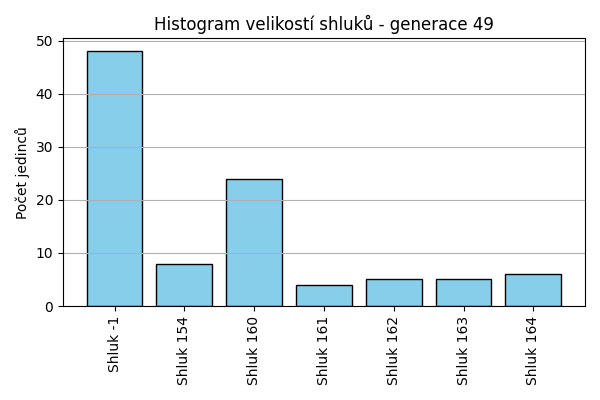 Histogram velikostí shluků - generace 49
Počet jedinců
50
40
30
20
10
0
Shluk -1
Shluk 154
Shluk 160
Shluk 161
Shluk 162
Shluk 163
Shluk 164